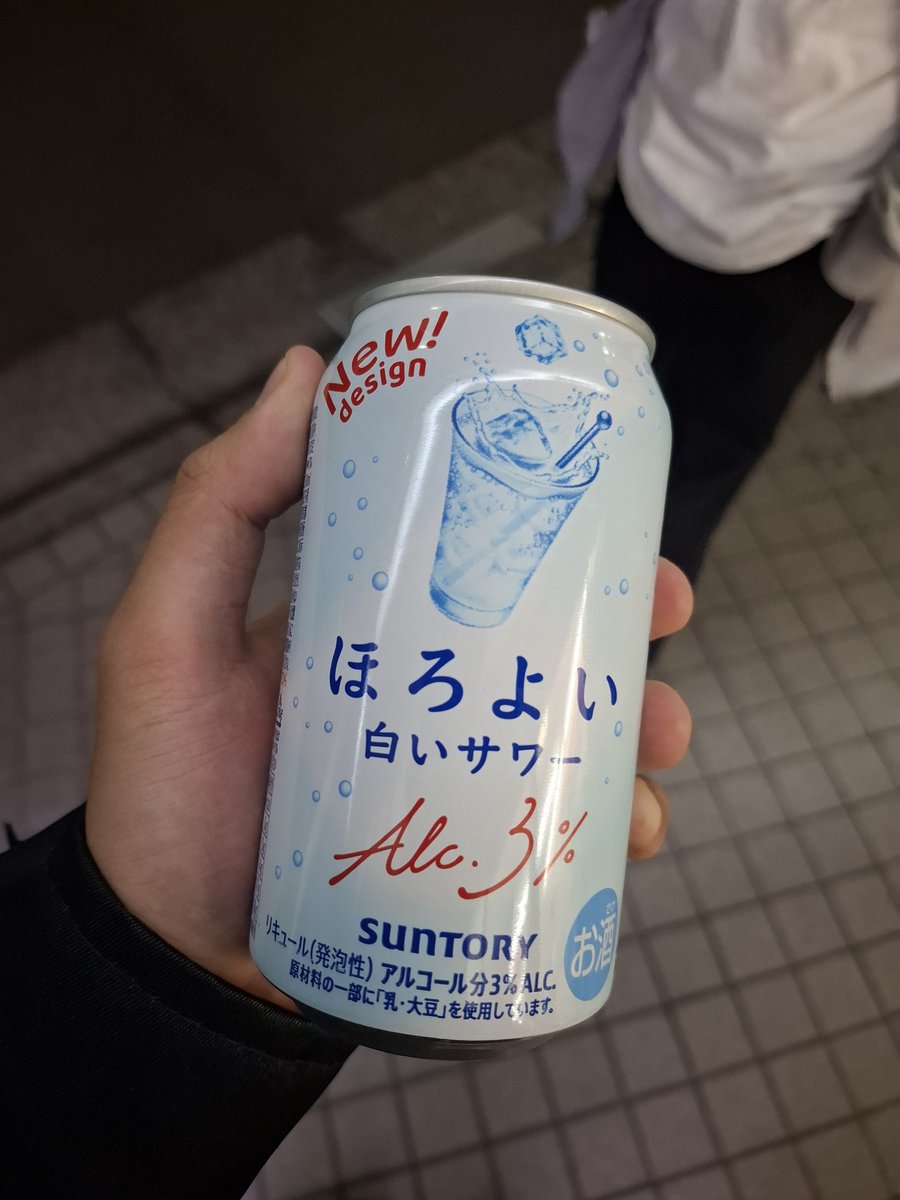 New!
design
ほろよい
白いサワー
Alc. 3%
SUNTORY
リキュール(発泡性) アルコール分3% ALC.
原材料の一部に「乳・大豆」を使用しています。
さけ
お酒